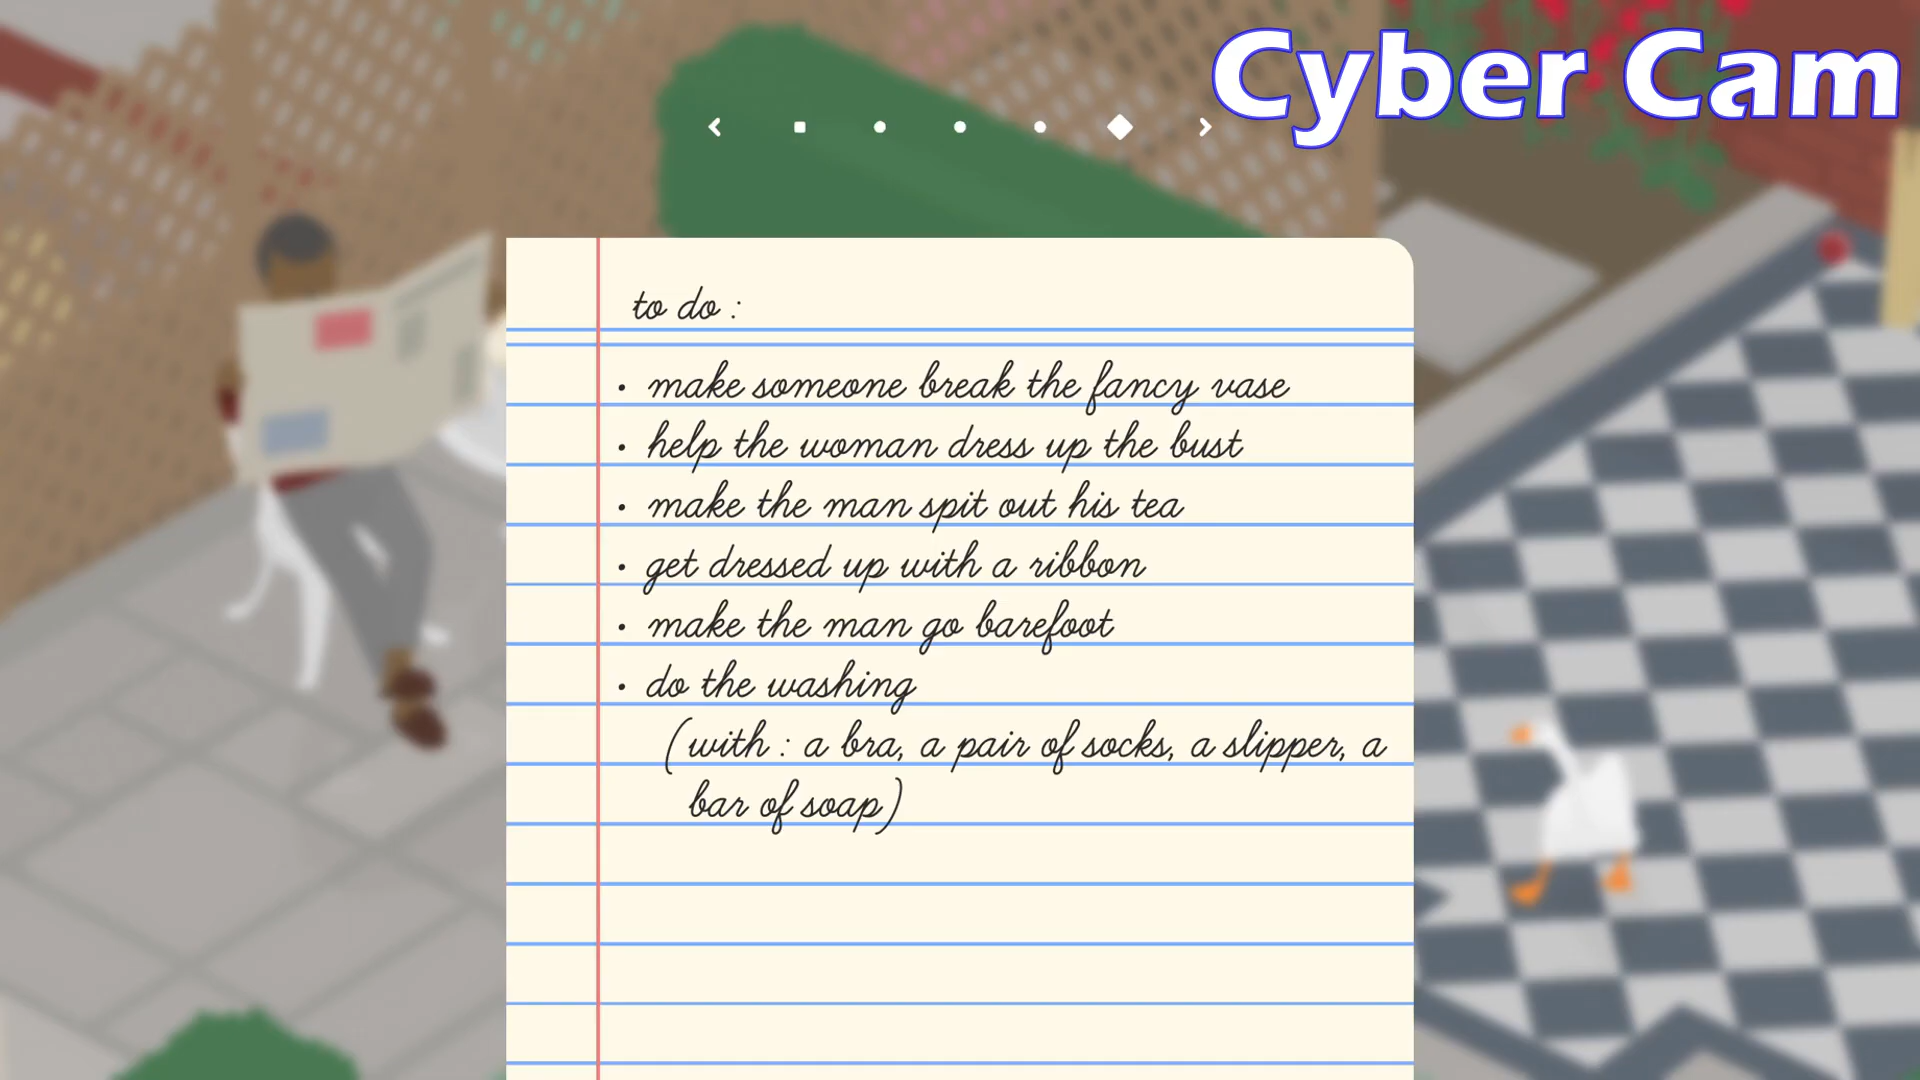 Cyber Cam
to do :
• make someone break the fancy vase
• help the woman dress up the bust
• make the man spit out his tea
• get dressed up with a ribbon
• make the man go barefoot
• do the washing
(with : a bra, a pair of socks, a slipper, a
bar of soap)